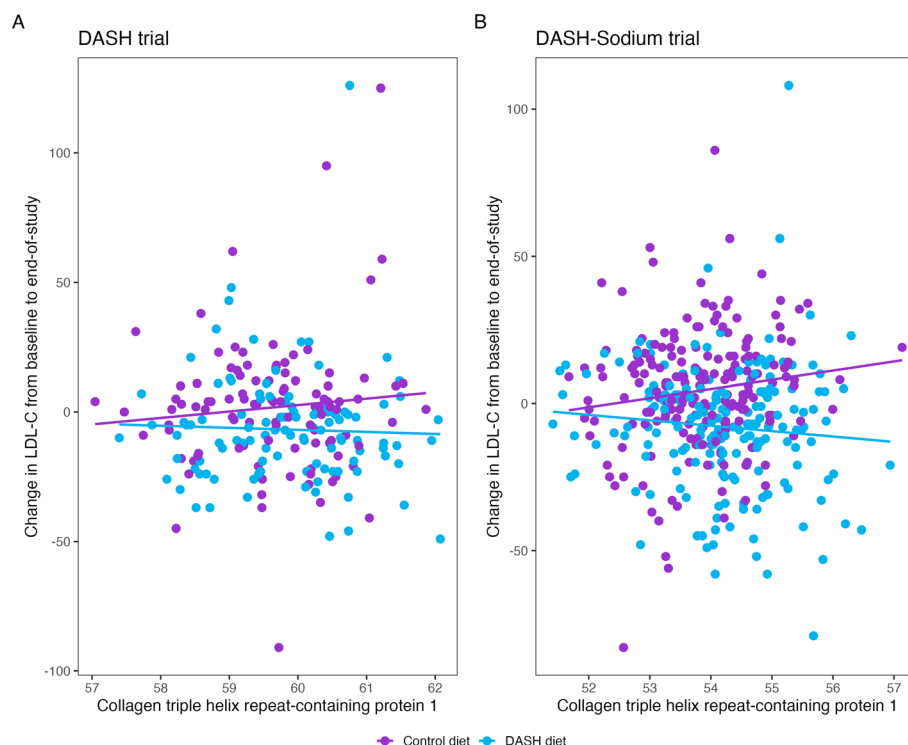 A
DASH trial
Change in LDL-C from baseline to end-of-study
100
50
0
-50
-100
57 58 59 60 61 62
Collagen triple helix repeat-containing protein 1
B
DASH-Sodium trial
Change in LDL-C from baseline to end-of-study
100
50
0
-50
52 53 54 55 56 57
Collagen triple helix repeat-containing protein 1
Control diet DASH diet